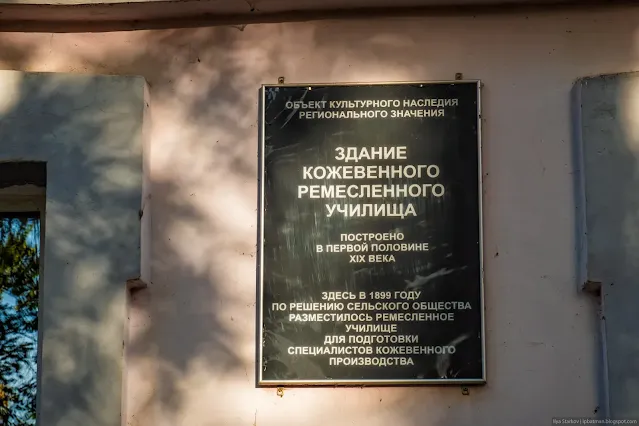 ОБЪЕКТ КУЛЬТУРНОГО НАСЛЕДИЯ
РЕГИОНАЛЬНОГО ЗНАЧЕНИЯ
ЗДАНИЕ
КОЖЕВЕННОГО
РЕМЕСЛЕННОГО
УЧИЛИЩА
ПОСТРОЕНО
В ПЕРВОЙ ПОЛОВИНЕ
XIX ВЕКА
ЗДЕСЬ В 1899 ГОДУ
ПО РЕШЕНИЮ СЕЛЬСКОГО ОБЩЕСТВА
РАЗМЕСТИЛОСЬ РЕМЕСЛЕННОЕ
УЧИЛИЩЕ
ДЛЯ ПОДГОТОВКИ
СПЕЦИАЛИСТОВ КОЖЕВЕННОГО
ПРОИЗВОДСТВА